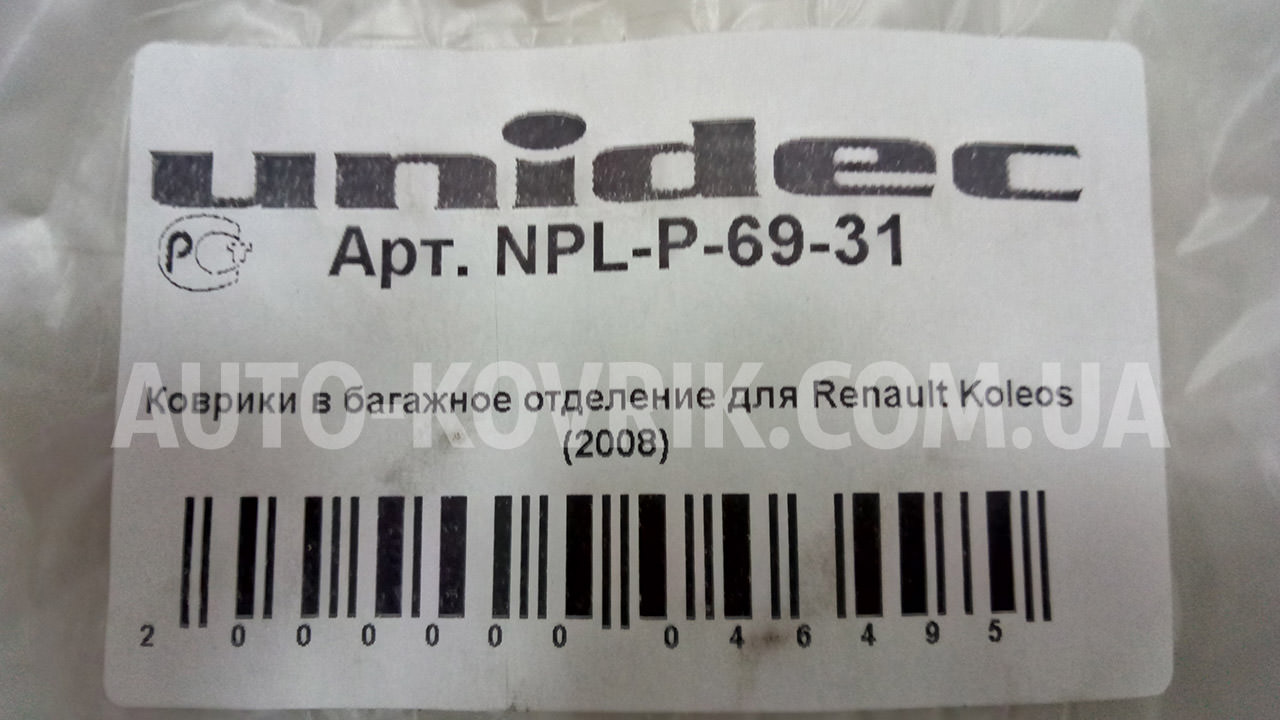 unidec
Арт. NPL-P-69-31
AUTO-KOVRIK.COM.UA
Коврики в багажное отделение для Renault Koleos
(2008)
2 000000 046495